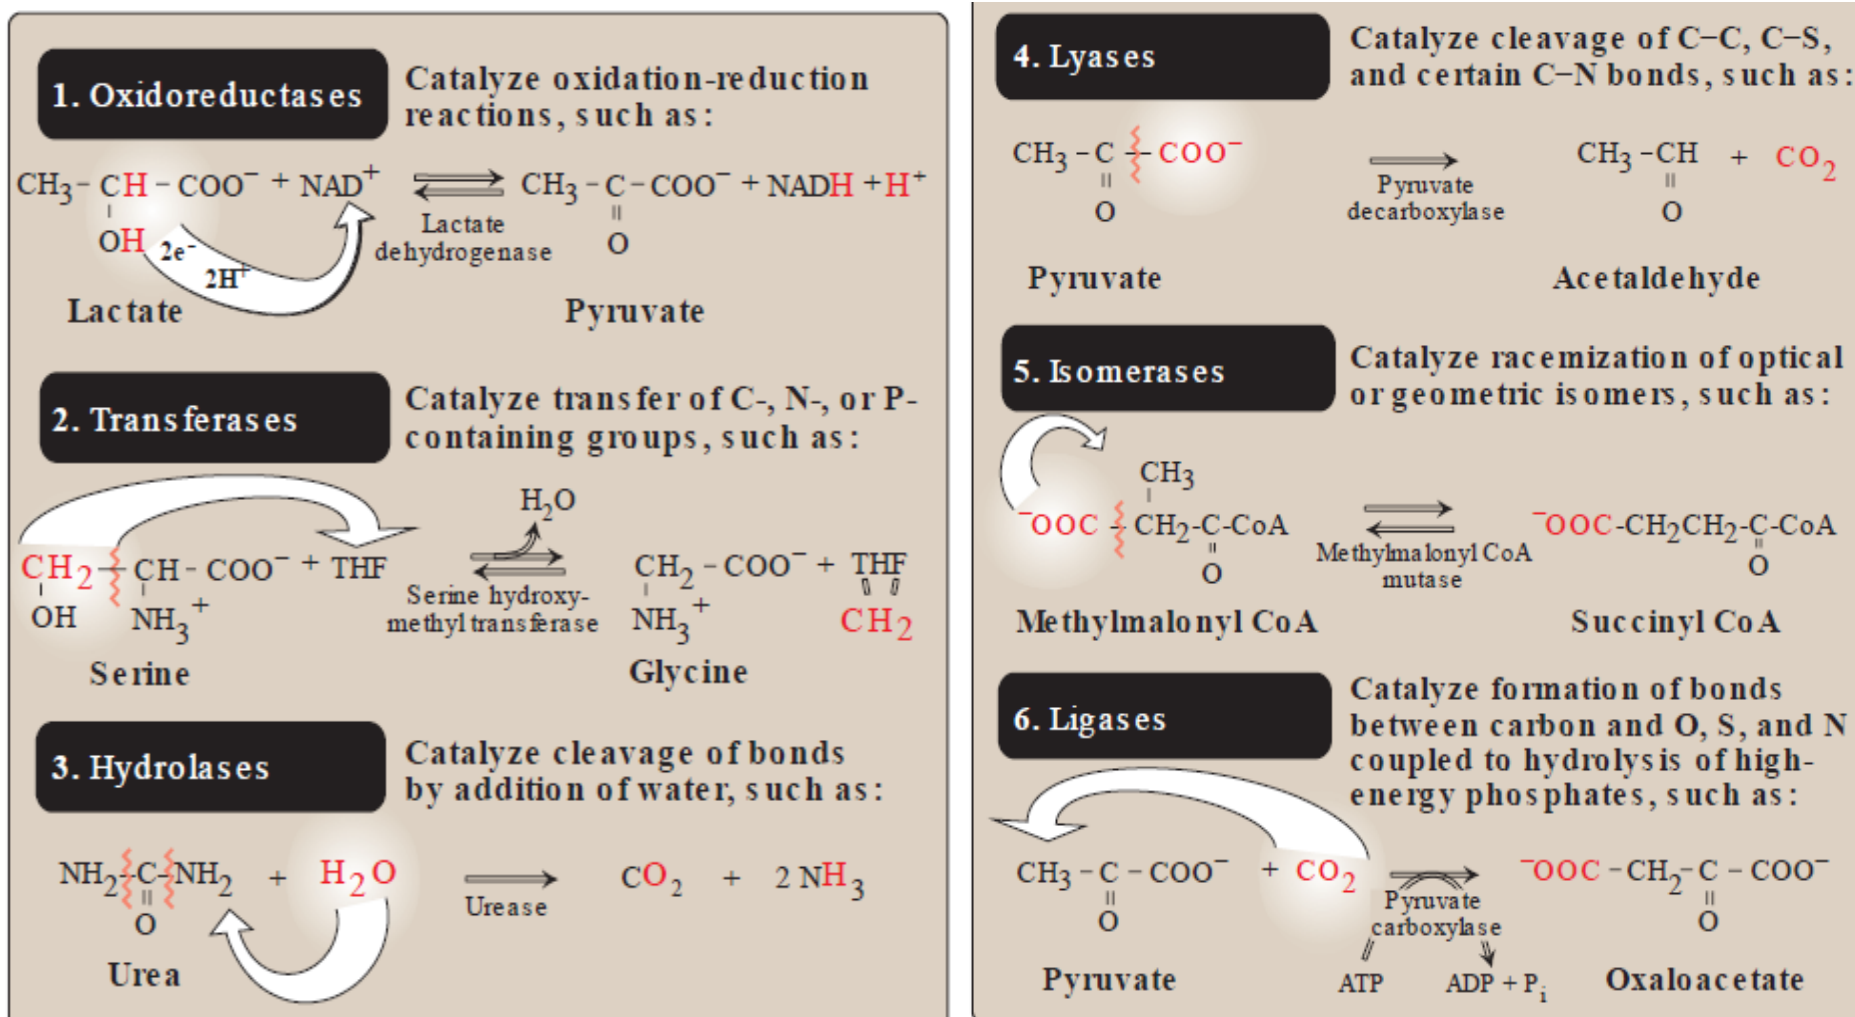 1. Oxidoreductases
Catalyze oxidation-reduction
reactions, such as:
CH3 – CH – COO⁻ + NAD⁺ ⇌ CH3 – C – COO⁻ + NADH + H⁺
OH
2e⁻
2H⁺
Lactate
dehydrogenase
O
Lactate
Pyruvate
2. Transferases
Catalyze transfer of C-, N-, or P-
containing groups, such as:
H2O
CH2 – CH – COO⁻ + THF ⇌ CH2 – COO⁻ + THF
OH
NH3⁺
Serine hydroxy-
methyl transferase
NH3⁺
CH2
Serine
Glycine
3. Hydrolases
Catalyze cleavage of bonds
by addition of water, such as:
NH2-C-NH2 + H2O → CO2 + 2 NH3
O
Urease
Urea
4. Lyases
Catalyze cleavage of C–C, C–S,
and certain C–N bonds, such as:
CH3 – C – COO⁻ → CH3 – CH + CO2
O
Pyruvate
decarboxylase
O
Pyruvate
Acetaldehyde
5. Isomerases
Catalyze racemization of optical
or geometric isomers, such as:
CH3
⁻OOC – CH2-C-CoA ⇌ ⁻OOC-CH2CH2-C-CoA
O
Methylmalonyl CoA
mutase
O
Methylmalonyl CoA
Succinyl CoA
6. Ligases
Catalyze formation of bonds
between carbon and O, S, and N
coupled to hydrolysis of high-
energy phosphates, such as:
CH3 – C – COO⁻ + CO2 → ⁻OOC – CH2 – C – COO⁻
O
Pyruvate
carboxylase
O
ATP
ADP + Pi
Pyruvate
Oxaloacetate